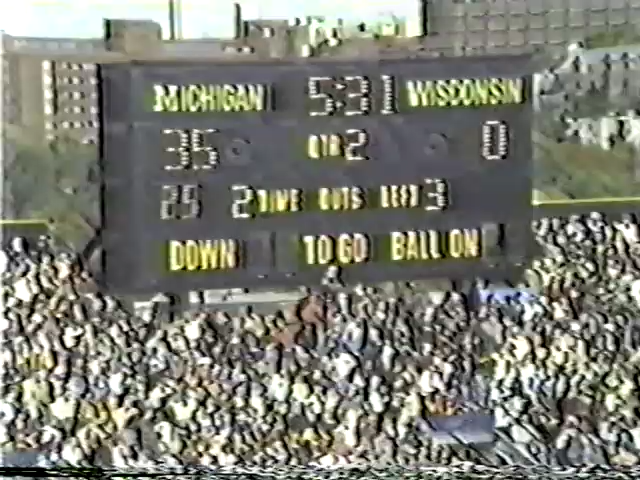 MICHIGAN 5:31 WISCONSIN
35 QTR 2 0
25 2 TIME OUTS LEFT 3
DOWN TO GO BALL ON